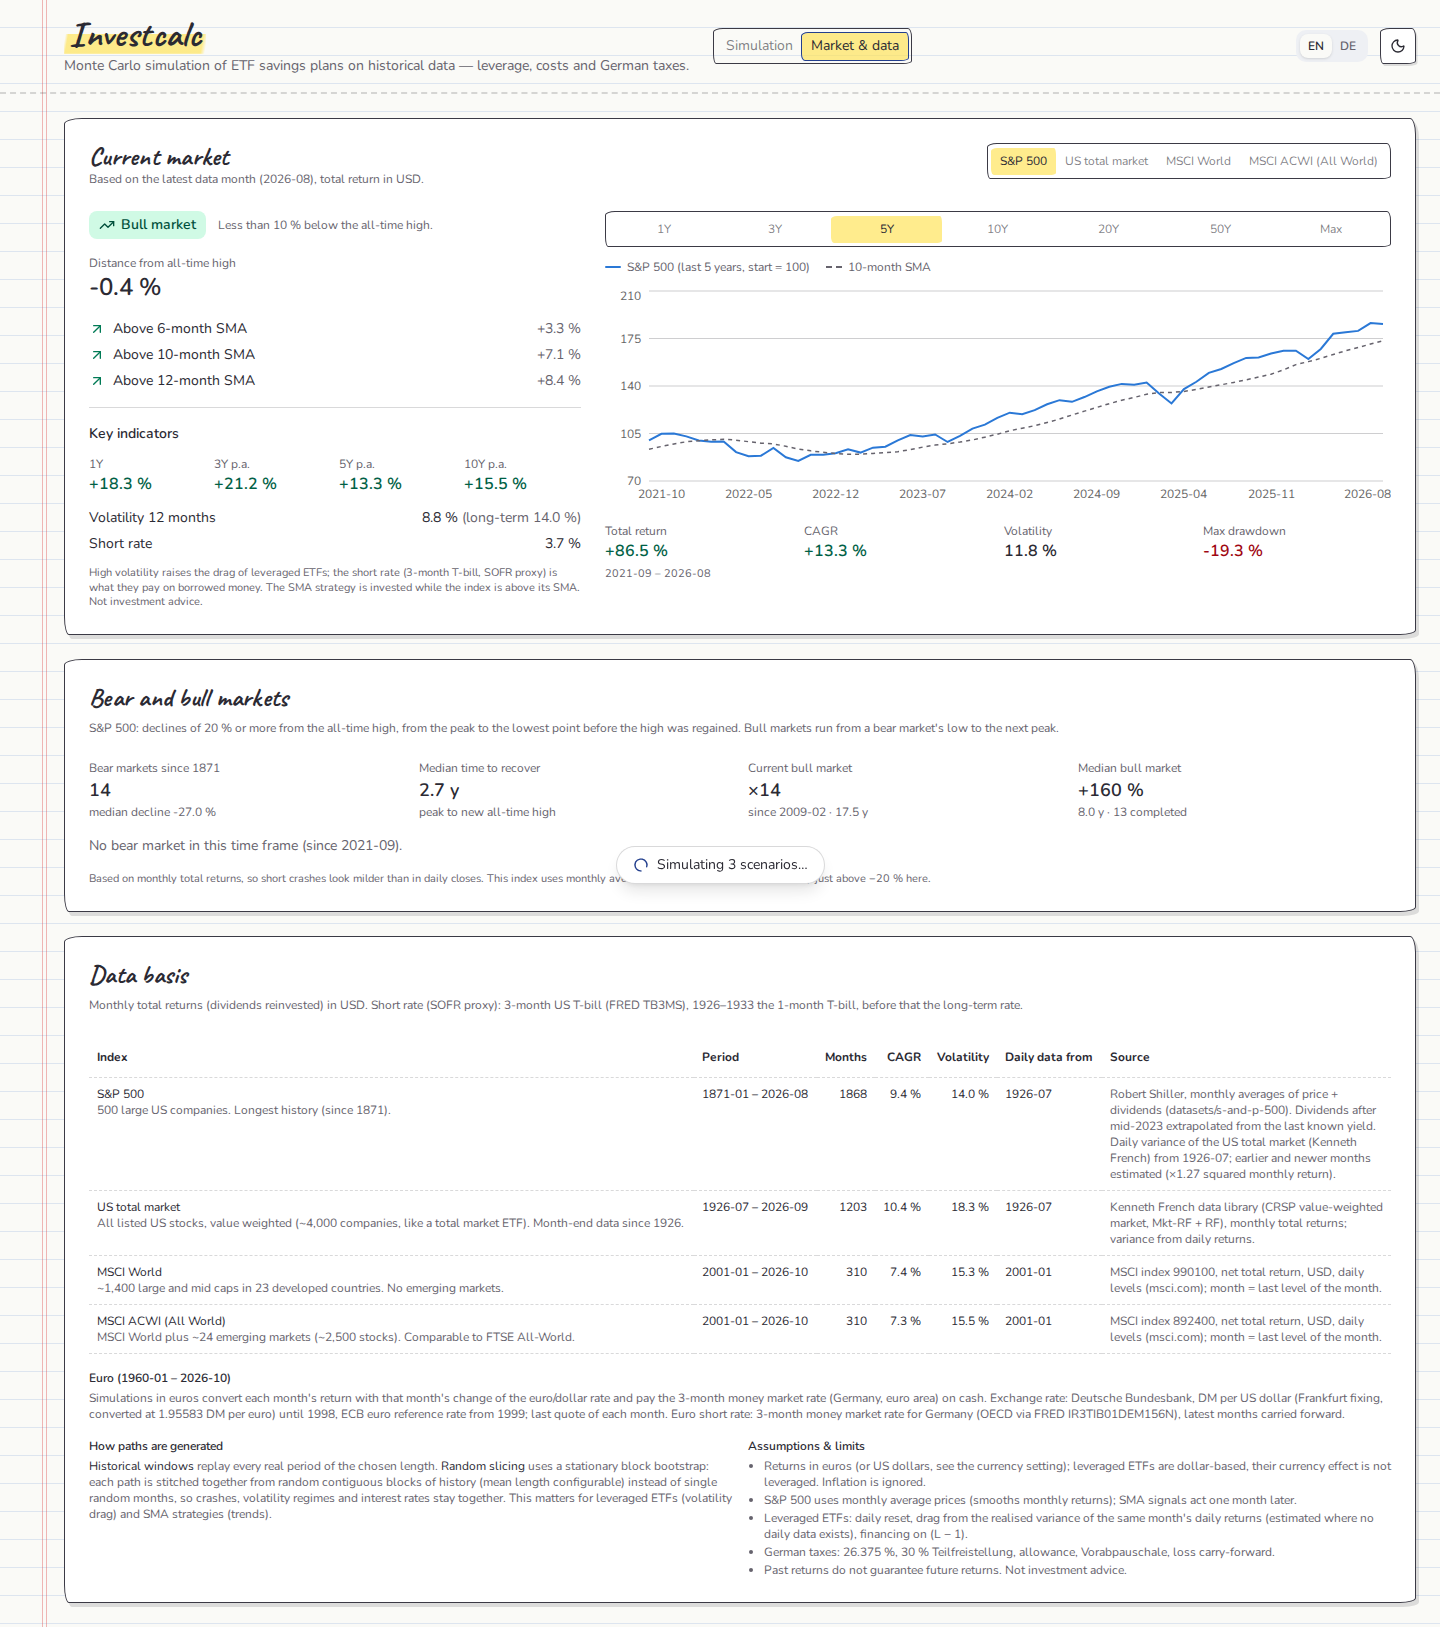 Investcalc
Monte Carlo simulation of ETF savings plans on historical data — leverage, costs and German taxes.
Simulation Market & data
EN DE
Current market
Based on the latest data month (2026-08), total return in USD.
S&P 500 US total market MSCI World MSCI ACWI (All World)
Bull market Less than 10 % below the all-time high.
Distance from all-time high
-0.4 %
Above 6-month SMA +3.3 %
Above 10-month SMA +7.1 %
Above 12-month SMA +8.4 %
Key indicators
1Y 3Y p.a. 5Y p.a. 10Y p.a.
+18.3 % +21.2 % +13.3 % +15.5 %
Volatility 12 months 8.8 % (long-term 14.0 %)
Short rate 3.7 %
High volatility raises the drag of leveraged ETFs; the short rate (3-month T-bill, SOFR proxy) is
what they pay on borrowed money. The SMA strategy is invested while the index is above its SMA.
Not investment advice.
1Y 3Y 5Y 10Y 20Y 50Y Max
S&P 500 (last 5 years, start = 100) 10-month SMA
210
175
140
105
70
2021-10 2022-05 2022-12 2023-07 2024-02 2024-09 2025-04 2025-11 2026-08
Total return CAGR Volatility Max drawdown
+86.5 % +13.3 % 11.8 % -19.3 %
2021-09 – 2026-08
Bear and bull markets
S&P 500: declines of 20 % or more from the all-time high, from the peak to the lowest point before the high was regained. Bull markets run from a bear market's low to the next peak.
Bear markets since 1871 Median time to recover Current bull market Median bull market
14 2.7 y ×14 +160 %
median decline -27.0 % peak to new all-time high since 2009-02 · 17.5 y 8.0 y · 13 completed
No bear market in this time frame (since 2021-09).
Simulating 3 scenarios...
Based on monthly total returns, so short crashes look milder than in daily closes. This index uses monthly just above −20 % here.
Data basis
Monthly total returns (dividends reinvested) in USD. Short rate (SOFR proxy): 3-month US T-bill (FRED TB3MS), 1926–1933 the 1-month T-bill, before that the long-term rate.
Index Period Months CAGR Volatility Daily data from Source
S&P 500 1871-01 – 2026-08 1868 9.4 % 14.0 % 1926-07
500 large US companies. Longest history (since 1871).
Robert Shiller, monthly averages of price +
dividends (datasets/s-and-p-500). Dividends after
mid-2023 extrapolated from the last known yield.
Daily variance of the US total market (Kenneth
French) from 1926-07; earlier and newer months
estimated (×1.27 squared monthly return).
US total market 1926-07 – 2026-09 1203 10.4 % 18.3 % 1926-07
All listed US stocks, value weighted (~4,000 companies, like a total market ETF). Month-end data since 1926.
Kenneth French data library (CRSP value-weighted
market, Mkt-RF + RF), monthly total returns;
variance from daily returns.
MSCI World 2001-01 – 2026-10 310 7.4 % 15.3 % 2001-01
~1,400 large and mid caps in 23 developed countries. No emerging markets.
MSCI index 990100, net total return, USD, daily
levels (msci.com); month = last level of the month.
MSCI ACWI (All World) 2001-01 – 2026-10 310 7.3 % 15.5 % 2001-01
MSCI World plus ~24 emerging markets (~2,500 stocks). Comparable to FTSE All-World.
MSCI index 892400, net total return, USD, daily
levels (msci.com); month = last level of the month.
Euro (1960-01 – 2026-10)
Simulations in euros convert each month's return with that month's change of the euro/dollar rate and pay the 3-month money market rate (Germany, euro area) on cash. Exchange rate: Deutsche Bundesbank, DM per US dollar (Frankfurt fixing,
converted at 1.95583 DM per euro) until 1998, ECB euro reference rate from 1999; last quote of each month. Euro short rate: 3-month money market rate for Germany (OECD via FRED IR3TIB01DEM156N), latest months carried forward.
How paths are generated
Historical windows replay every real period of the chosen length. Random slicing uses a stationary block bootstrap:
each path is stitched together from random contiguous blocks of history (mean length configurable) instead of single
random months, so crashes, volatility regimes and interest rates stay together. This matters for leveraged ETFs (volatility
drag) and SMA strategies (trends).
Assumptions & limits
• Returns in euros (or US dollars, see the currency setting); leveraged ETFs are dollar-based, their currency effect is not
leveraged. Inflation is ignored.
• S&P 500 uses monthly average prices (smooths monthly returns); SMA signals act one month later.
• Leveraged ETFs: daily reset, drag from the realised variance of the same month's daily returns (estimated where no
daily data exists), financing on (L − 1).
• German taxes: 26.375 %, 30 % Teilfreistellung, allowance, Vorabpauschale, loss carry-forward.
• Past returns do not guarantee future returns. Not investment advice.